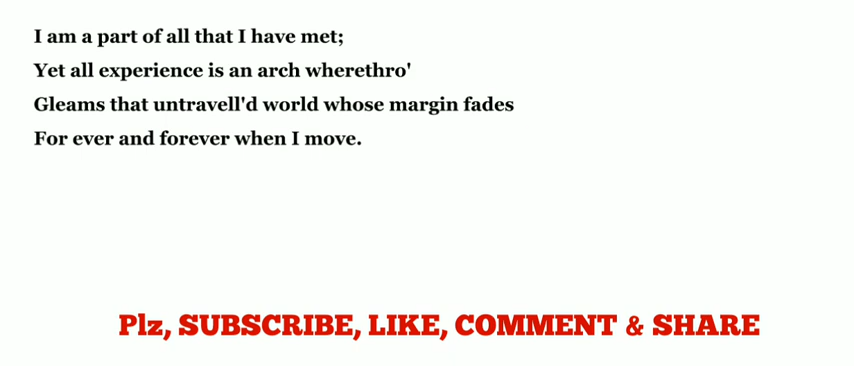 I am a part of all that I have met;
Yet all experience is an arch wherethro'
Gleams that untravell'd world whose margin fades
For ever and forever when I move.
Plz, SUBSCRIBE, LIKE, COMMENT & SHARE